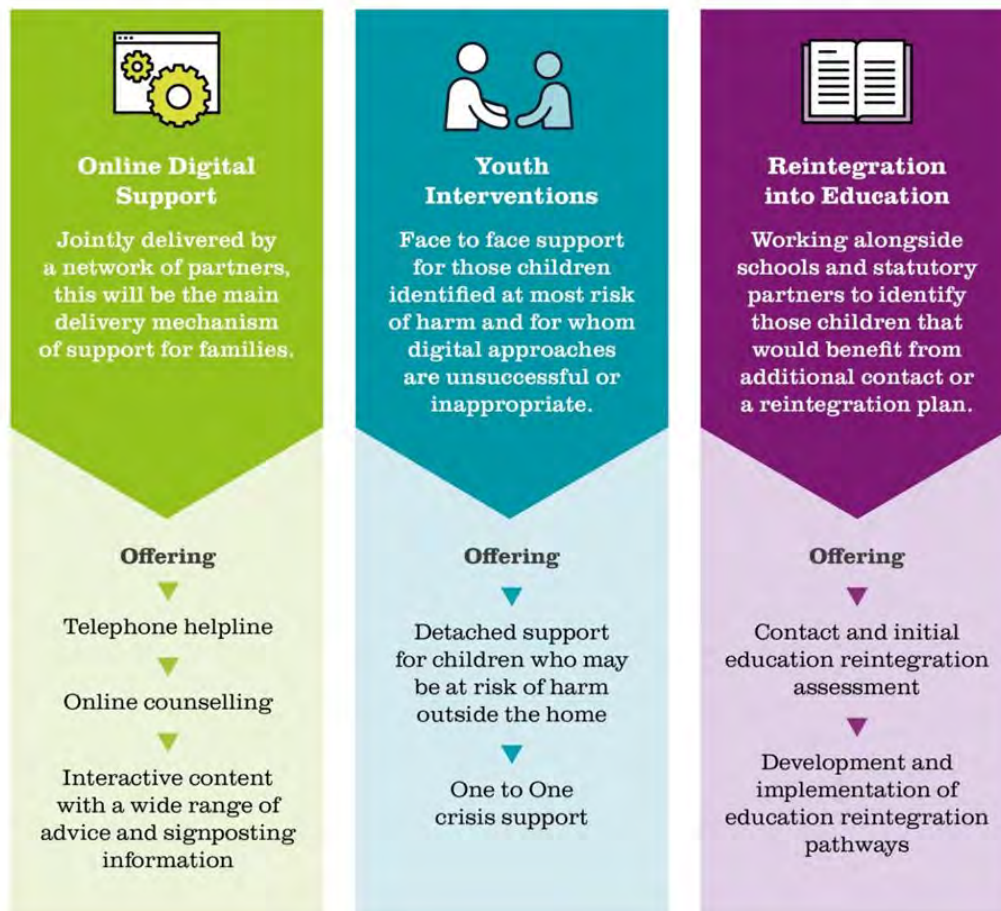 Online Digital
Support
Jointly delivered by
a network of partners,
this will be the main
delivery mechanism
of support for families.
Offering
Telephone helpline
Online counselling
Interactive content
with a wide range of
advice and signposting
information
Youth
Interventions
Face to face support
for those children
identified at most risk
of harm and for whom
digital approaches
are unsuccessful or
inappropriate.
Offering
Detached support
for children who may
be at risk of harm
outside the home
One to One
crisis support
Reintegration
into Education
Working alongside
schools and statutory
partners to identify
those children that
would benefit from
additional contact or
a reintegration plan.
Offering
Contact and initial
education reintegration
assessment
Development and
implementation of
education reintegration
pathways